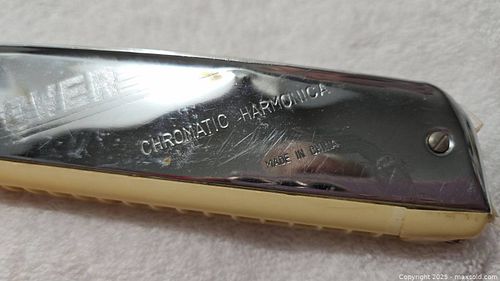 CHROMATIC HARMONICA
MADE IN CHINA
Copyright © 2025 - maxsold.com